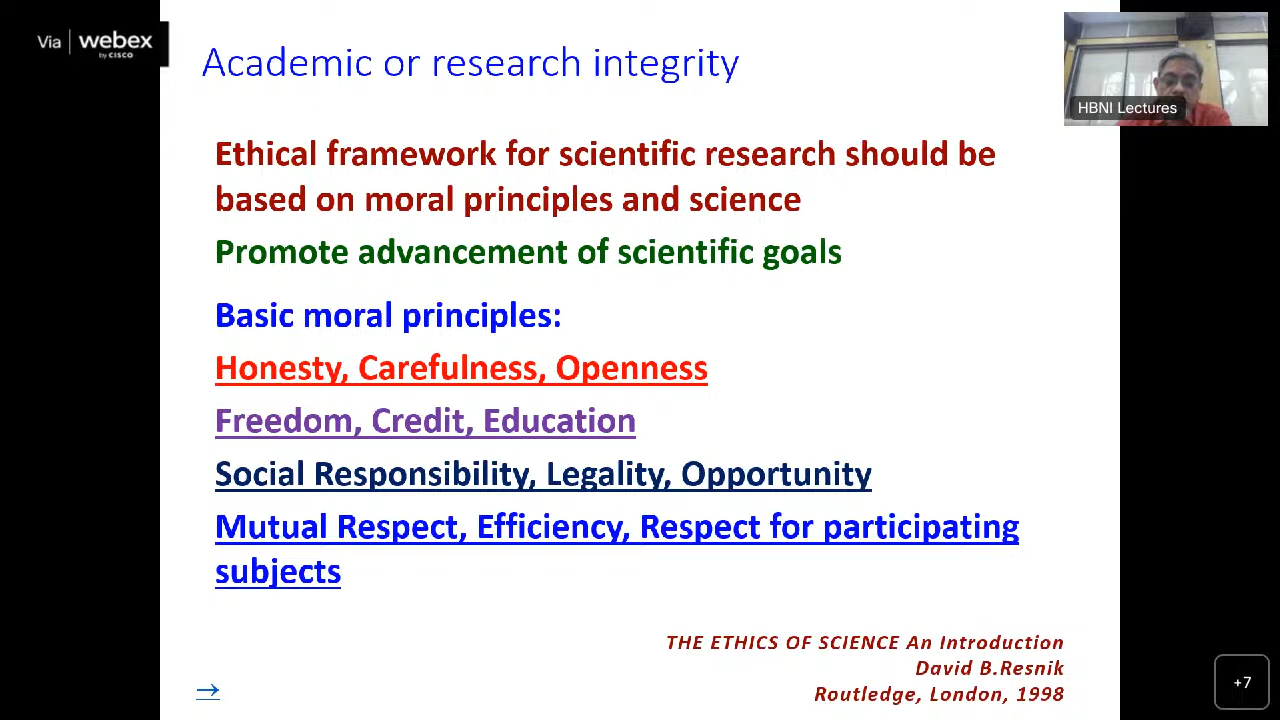 Via | webex
by CISCO
Academic or research integrity
HBNI Lectures
Ethical framework for scientific research should be
based on moral principles and science
Promote advancement of scientific goals
Basic moral principles:
Honesty, Carefulness, Openness
Freedom, Credit, Education
Social Responsibility, Legality, Opportunity
Mutual Respect, Efficiency, Respect for participating
subjects
THE ETHICS OF SCIENCE An Introduction
David B.Resnik
Routledge, London, 1998
→
+7